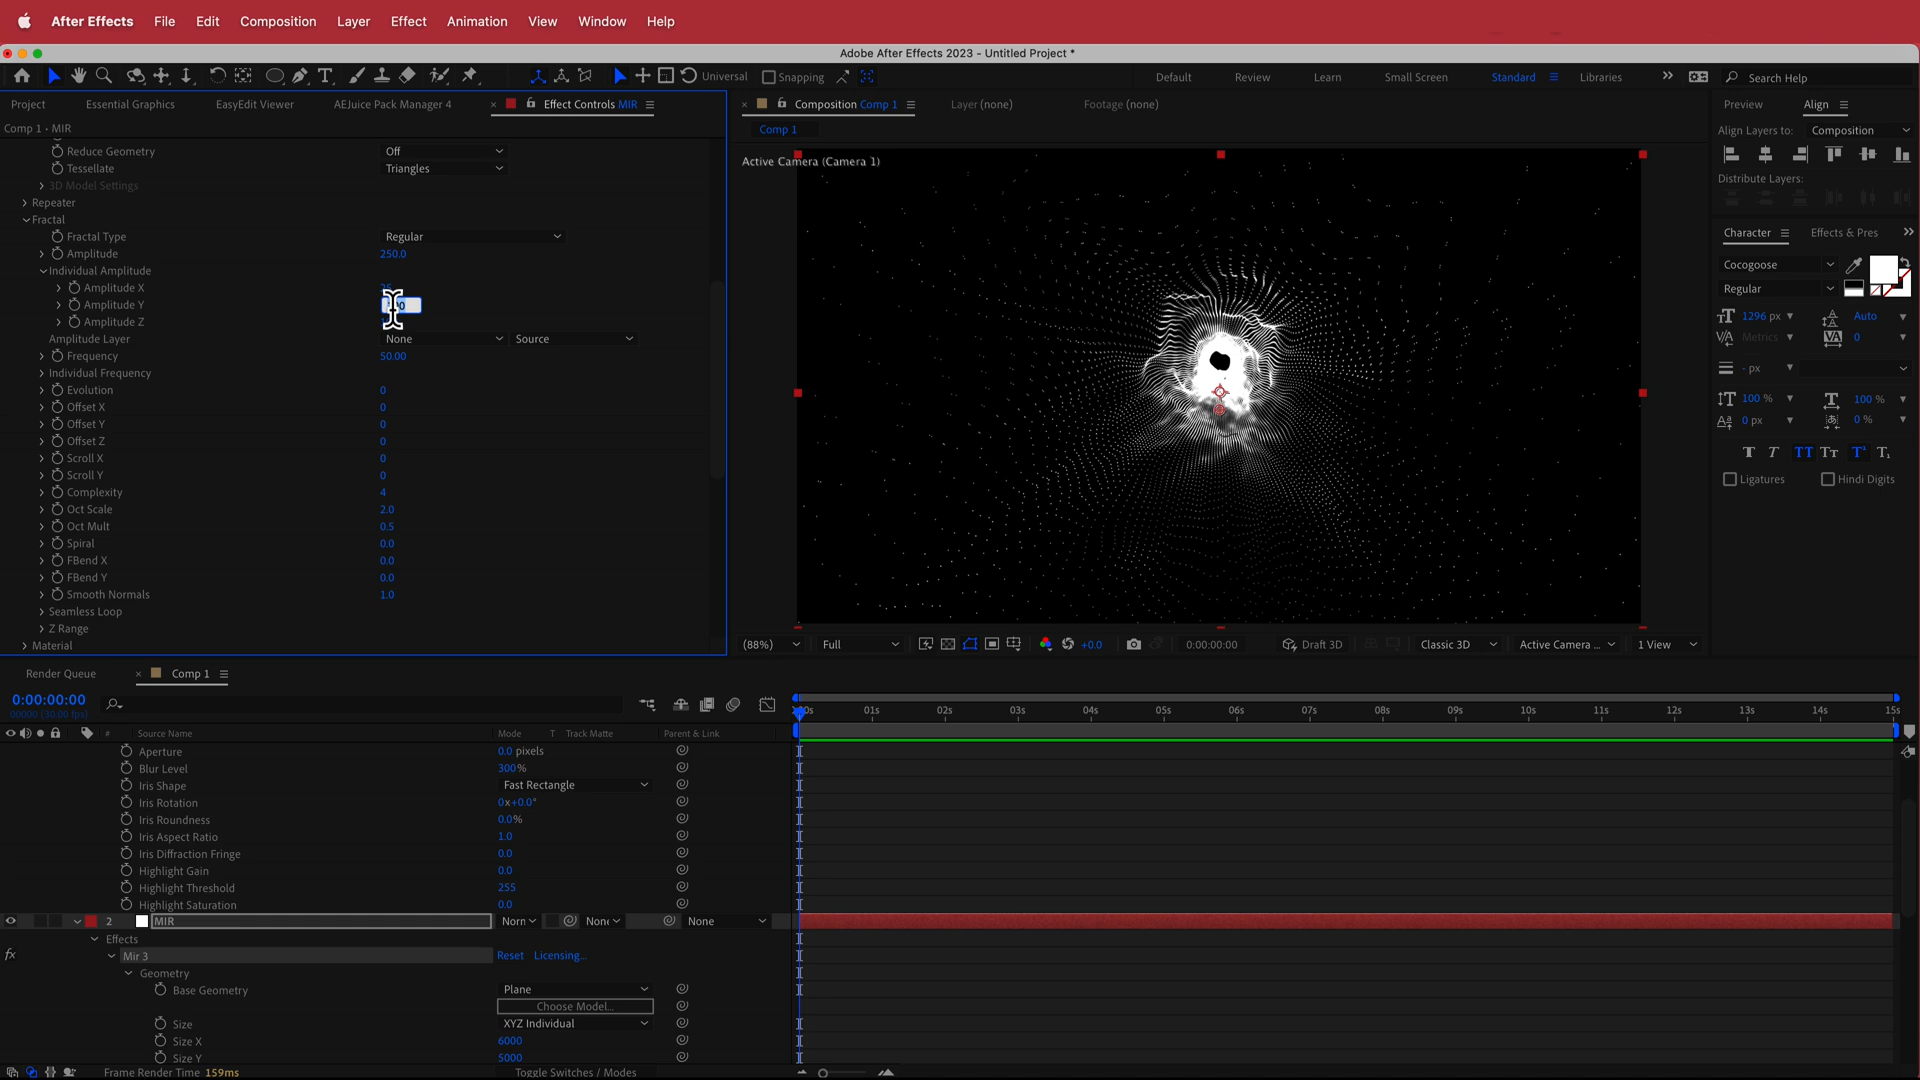 After Effects File Edit Composition Layer Effect Animation View Window Help
Adobe After Effects 2023 - Untitled Project *
Universal Snapping Default Review Learn Small Screen Standard Libraries Search Help
Project Essential Graphics EasyEdit Viewer AEJuice Pack Manager 4 Effect Controls MIR
Composition Comp 1 Layer (none) Footage (none)
Preview Align
Comp 1 • MIR
Comp 1
Align Layers to: Composition
Reduce Geometry Off
Tessellate Triangles
3D Model Settings
Repeater
Fractal
Fractal Type Regular
Amplitude 250.0
Individual Amplitude
Amplitude X
Amplitude Y
Amplitude Z
Amplitude Layer None Source
Frequency 50.00
Individual Frequency
Evolution 0
Offset X 0
Offset Y 0
Offset Z 0
Scroll X 0
Scroll Y 0
Complexity 4
Oct Scale 2.0
Oct Mult 0.5
Spiral 0.0
FBend X 0.0
FBend Y 0.0
Smooth Normals 1.0
Seamless Loop
Z Range
Material
Active Camera (Camera 1)
(88%) Full +0.0 0:00:00:00 Draft 3D Classic 3D Active Camera ... 1 View
Distribute Layers:
Character Effects & Pres
Cocogoose
Regular
1296 px Auto
Metrics 0
- px
100 % 100 %
0 px 0 %
T T TT Tт T¹ T₁
Ligatures Hindi Digits
Render Queue Comp 1
0:00:00:00
00000 (30.00 fps)
01s 02s 03s 04s 05s 06s 07s 08s 09s 10s 11s 12s 13s 14s 15s
# Source Name Mode T Track Matte Parent & Link
Aperture 0.0 pixels
Blur Level 300%
Iris Shape Fast Rectangle
Iris Rotation 0x+0.0°
Iris Roundness 0.0%
Iris Aspect Ratio 1.0
Iris Diffraction Fringe 0.0
Highlight Gain 0.0
Highlight Threshold 255
Highlight Saturation 0.0
2 MIR Norn None None
Effects
fx Mir 3 Reset Licensing...
Geometry
Base Geometry Plane
Choose Model...
Size XYZ Individual
Size X 6000
Size Y 5000
Frame Render Time 159ms Toggle Switches / Modes